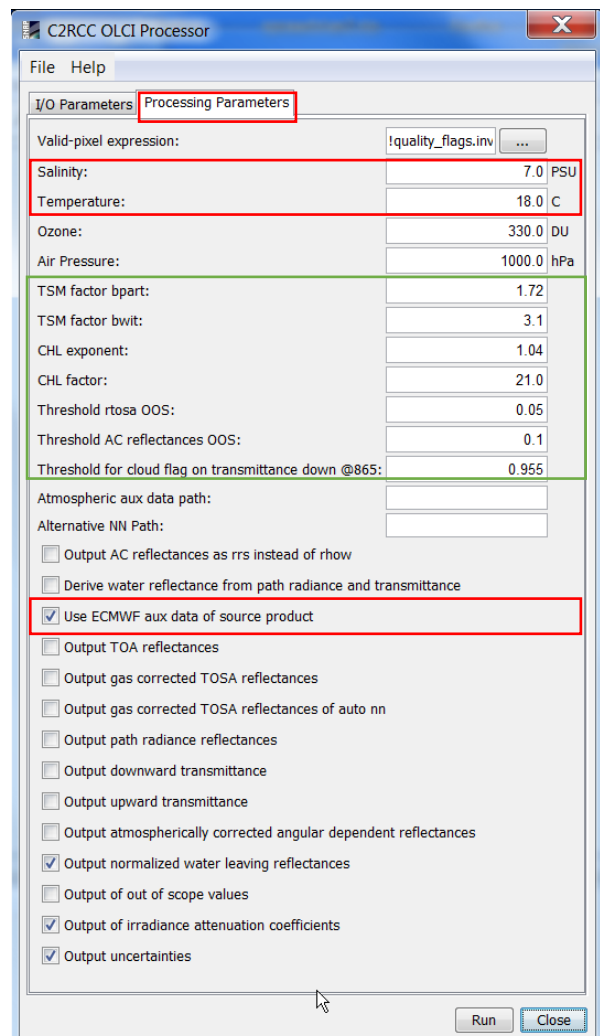 C2RCC OLCI Processor
File Help
I/O Parameters Processing Parameters
Valid-pixel expression: !quality_flags.inv ...
Salinity: 7.0 PSU
Temperature: 18.0 C
Ozone: 330.0 DU
Air Pressure: 1000.0 hPa
TSM factor bpart: 1.72
TSM factor bwit: 3.1
CHL exponent: 1.04
CHL factor: 21.0
Threshold rtosa OOS: 0.05
Threshold AC reflectances OOS: 0.1
Threshold for cloud flag on transmittance down @865: 0.955
Atmospheric aux data path:
Alternative NN Path:
Output AC reflectances as rrs instead of rhow
Derive water reflectance from path radiance and transmittance
Use ECMWF aux data of source product
Output TOA reflectances
Output gas corrected TOSA reflectances
Output gas corrected TOSA reflectances of auto nn
Output path radiance reflectances
Output downward transmittance
Output upward transmittance
Output atmospherically corrected angular dependent reflectances
Output normalized water leaving reflectances
Output of out of scope values
Output of irradiance attenuation coefficients
Output uncertainties
Run Close